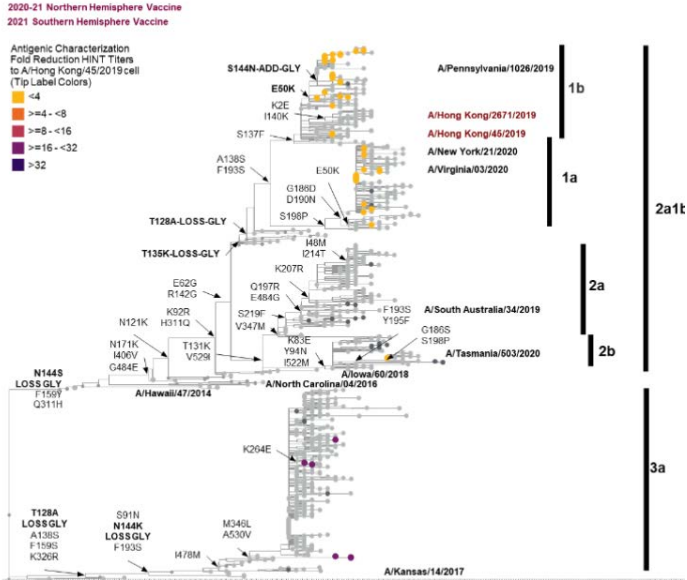 2020-21 Northern Hemisphere Vaccine
2021 Southern Hemisphere Vaccine
Antigenic Characterization
Fold Reduction HINT Titers
to A/Hong Kong/45/2019 cell
(Tip Label Colors)
<4
>=4 - <8
>=8 - <16
>=16 - <32
>32
S144N-ADD-GLY
A/Pennsylvania/1026/2019
1b
E50K
K2E
I140K
A/Hong Kong/2671/2019
S137F
A/Hong Kong/45/2019
A/New York/21/2020
A138S
F193S
E50K
A/Virginia/03/2020
1a
G186D
D190N
2a1b
S198P
T128A-LOSS-GLY
T135K-LOSS-GLY
I48M
I214T
K207R
2a
E62G
R142G
Q197R
E484G
K92R
H311Q
S219F
V347M
F193S
Y195F
A/South Australia/34/2019
N121K
G186S
S198P
T131K
V529I
K83E
Y94N
I522M
2b
N171K
I406V
G484E
A/Tasmania/503/2020
N144S
LOSS GLY
F159Y
Q311H
A/Iowa/60/2018
A/North Carolina/04/2016
A/Hawaii/47/2014
K264E
3a
T128A
LOSS GLY
A138S
F159S
K326R
S91N
N144K
LOSS GLY
F193S
M346L
A530V
I478M
A/Kansas/14/2017